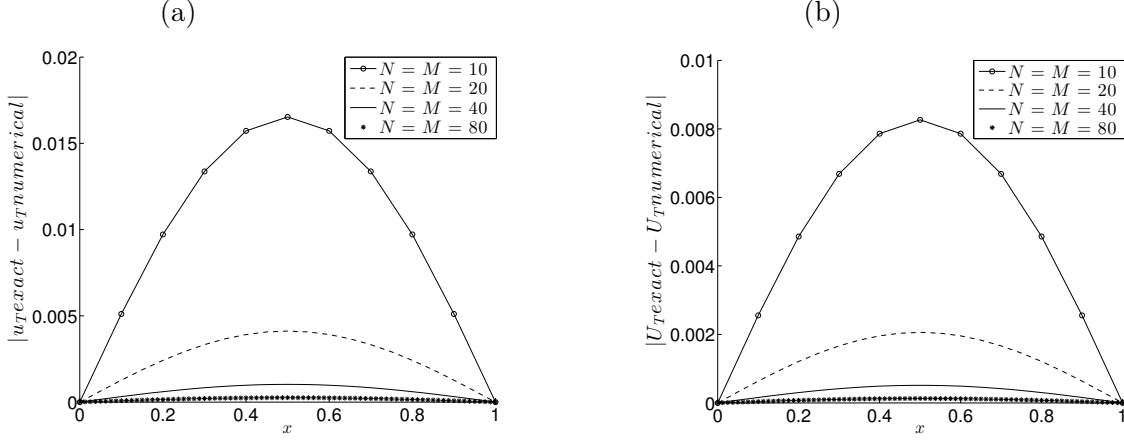 (a)
0.02
0.015
0.01
0.005
0
0 0.2 0.4 0.6 0.8 1
x
|u_T exact − u_T numerical|
N = M = 10
N = M = 20
N = M = 40
N = M = 80
(b)
0.01
0.008
0.006
0.004
0.002
0
0 0.2 0.4 0.6 0.8 1
x
|U_T exact − U_T numerical|
N = M = 10
N = M = 20
N = M = 40
N = M = 80